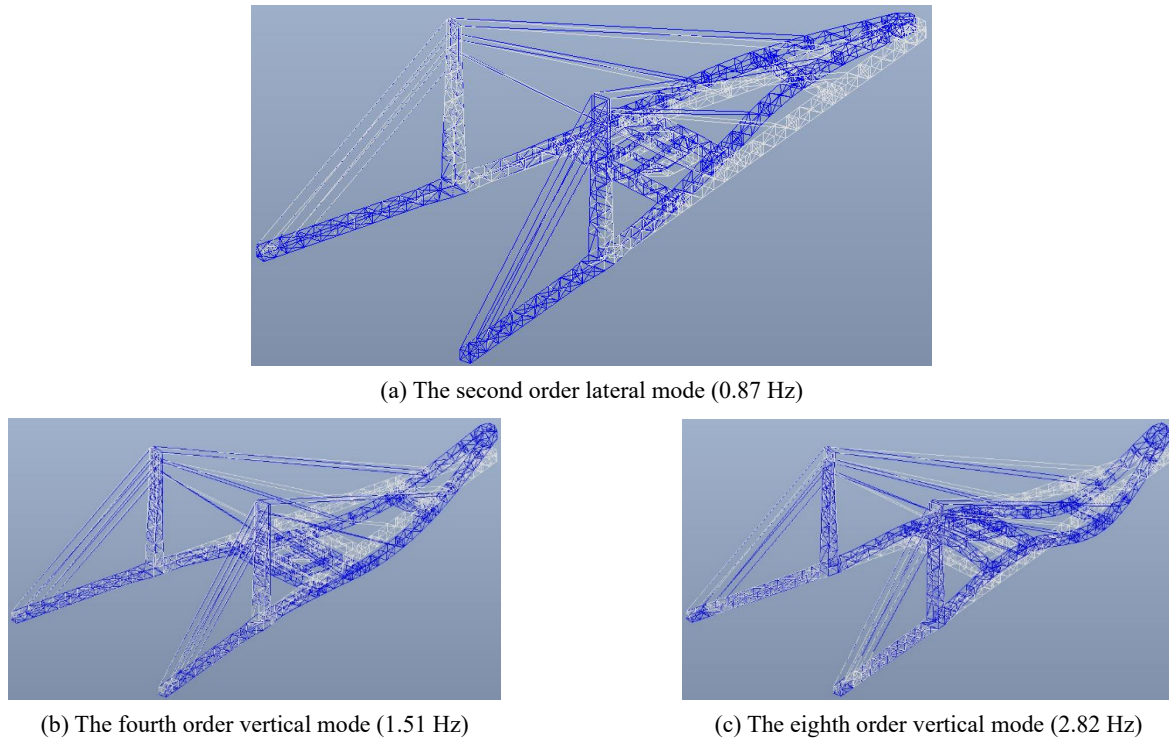 (a) The second order lateral mode (0.87 Hz)
(b) The fourth order vertical mode (1.51 Hz)
(c) The eighth order vertical mode (2.82 Hz)